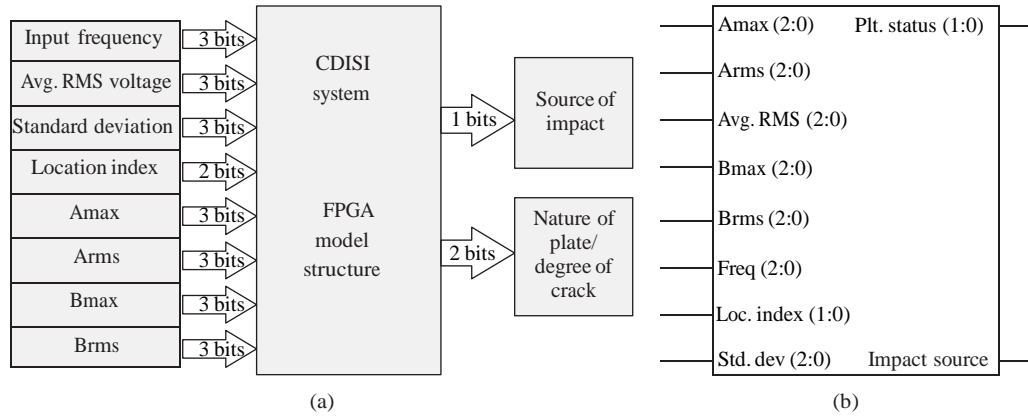 Input frequency
3 bits
Avg. RMS voltage
3 bits
Standard deviation
3 bits
Location index
2 bits
Amax
3 bits
Arms
3 bits
Bmax
3 bits
Brms
3 bits
CDISI
system
FPGA
model
structure
1 bits
Source of
impact
2 bits
Nature of
plate/
degree of
crack
(a)
Amax (2:0)
Plt. status (1:0)
Arms (2:0)
Avg. RMS (2:0)
Bmax (2:0)
Brms (2:0)
Freq (2:0)
Loc. index (1:0)
Std. dev (2:0)
Impact source
(b)